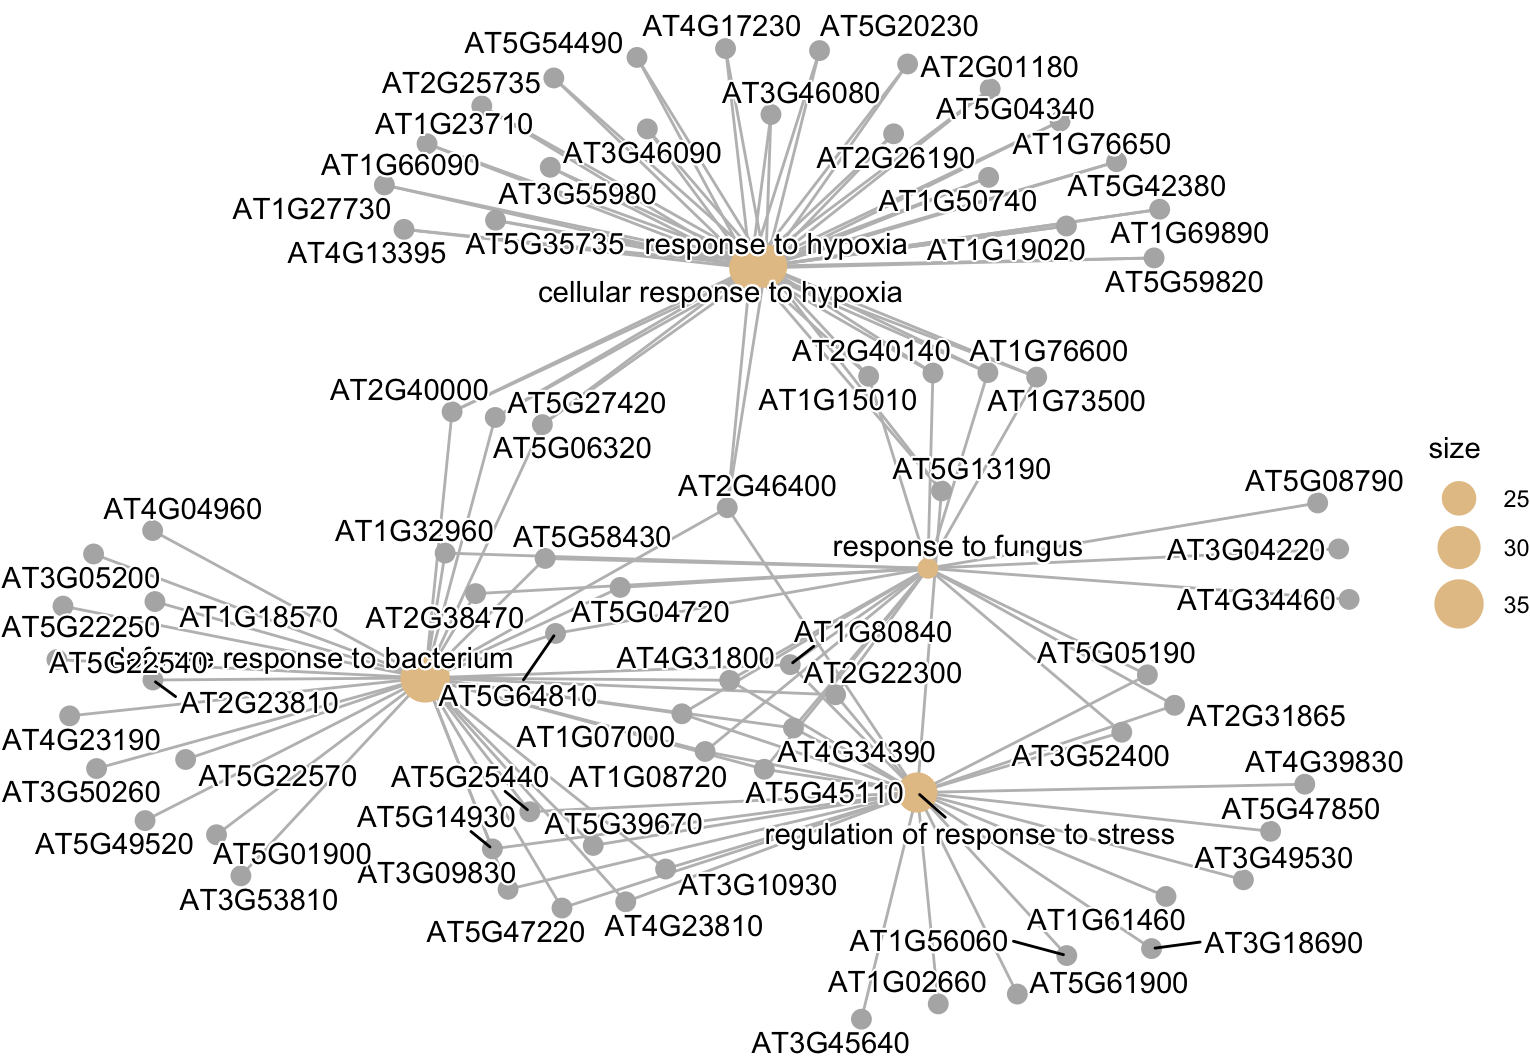 AT4G17230
AT5G20230
AT5G54490
AT2G01180
AT2G25735
AT3G46080
AT5G04340
AT1G23710
AT1G76650
AT3G46090
AT2G26190
AT1G66090
AT5G42380
AT3G55980
AT1G50740
AT1G27730
AT1G69890
AT5G35735
response to hypoxia
AT1G19020
AT4G13395
AT5G59820
cellular response to hypoxia
AT2G40140
AT1G76600
AT2G40000
AT5G27420
AT1G15010
AT1G73500
AT5G06320
size
AT5G13190
AT5G08790
AT2G46400
25
AT4G04960
AT1G32960
AT5G58430
response to fungus
AT3G04220
30
AT3G05200
AT4G34460
35
AT2G38470
AT5G04720
AT1G18570
AT5G22250
AT1G80840
AT5G22540
response to bacterium
AT4G31800
AT2G22300
AT5G05190
AT2G23810
AT5G64810
AT2G31865
AT4G23190
AT1G07000
AT4G34390
AT3G52400
AT4G39830
AT5G22570
AT5G25440
AT1G08720
AT3G50260
AT5G45110
AT5G47850
AT5G14930
AT5G39670
regulation of response to stress
AT5G49520
AT5G01900
AT3G49530
AT3G09830
AT3G10930
AT3G53810
AT1G61460
AT5G47220
AT4G23810
AT1G56060
AT3G18690
AT1G02660
AT5G61900
AT3G45640